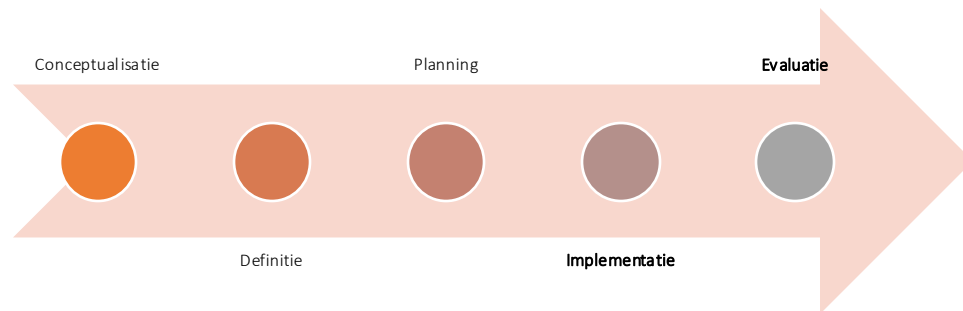 Conceptualisatie
Definitie
Planning
Implementatie
Evaluatie